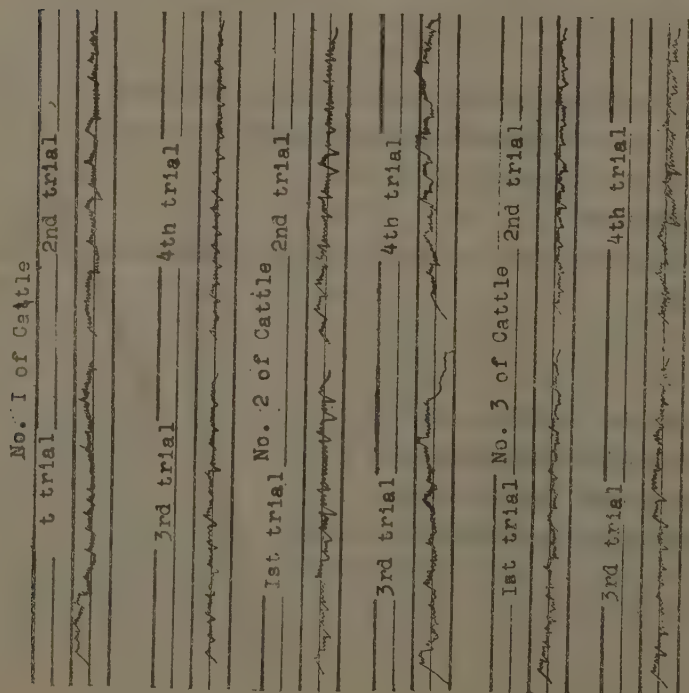 No. I of Cattle
t trial 2nd trial
3rd trial 4th trial
No. 2 of Cattle
Ist trial 2nd trial
3rd trial 4th trial
No. 3 of Cattle
Ist trial 2nd trial
3rd trial 4th trial